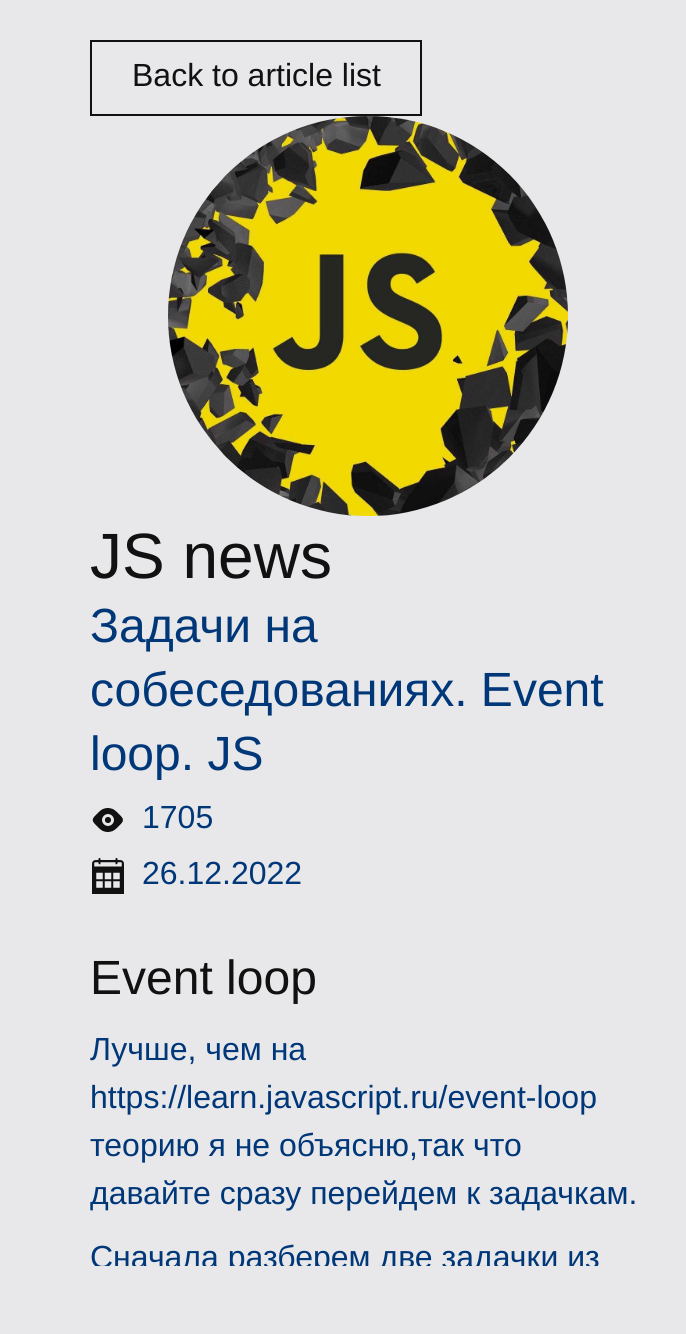 Back to article list
JS
JS news
Задачи на
собеседованиях. Event
loop. JS
1705
26.12.2022
Event loop
Лучше, чем на
https://learn.javascript.ru/event-loop
теорию я не объясню,так что
давайте сразу перейдем к задачкам.
Сначала разберем две задачки из